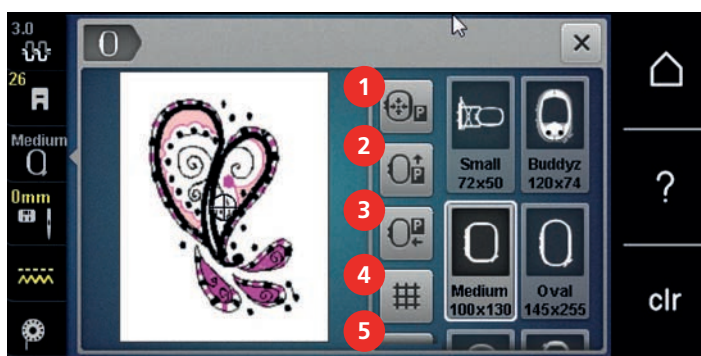 3.0
26
Medium
0mm
1
2
3
4
5
P
P
P
Small
72x50
Buddyz
120x74
Medium
100x130
Oval
145x255
?
clr